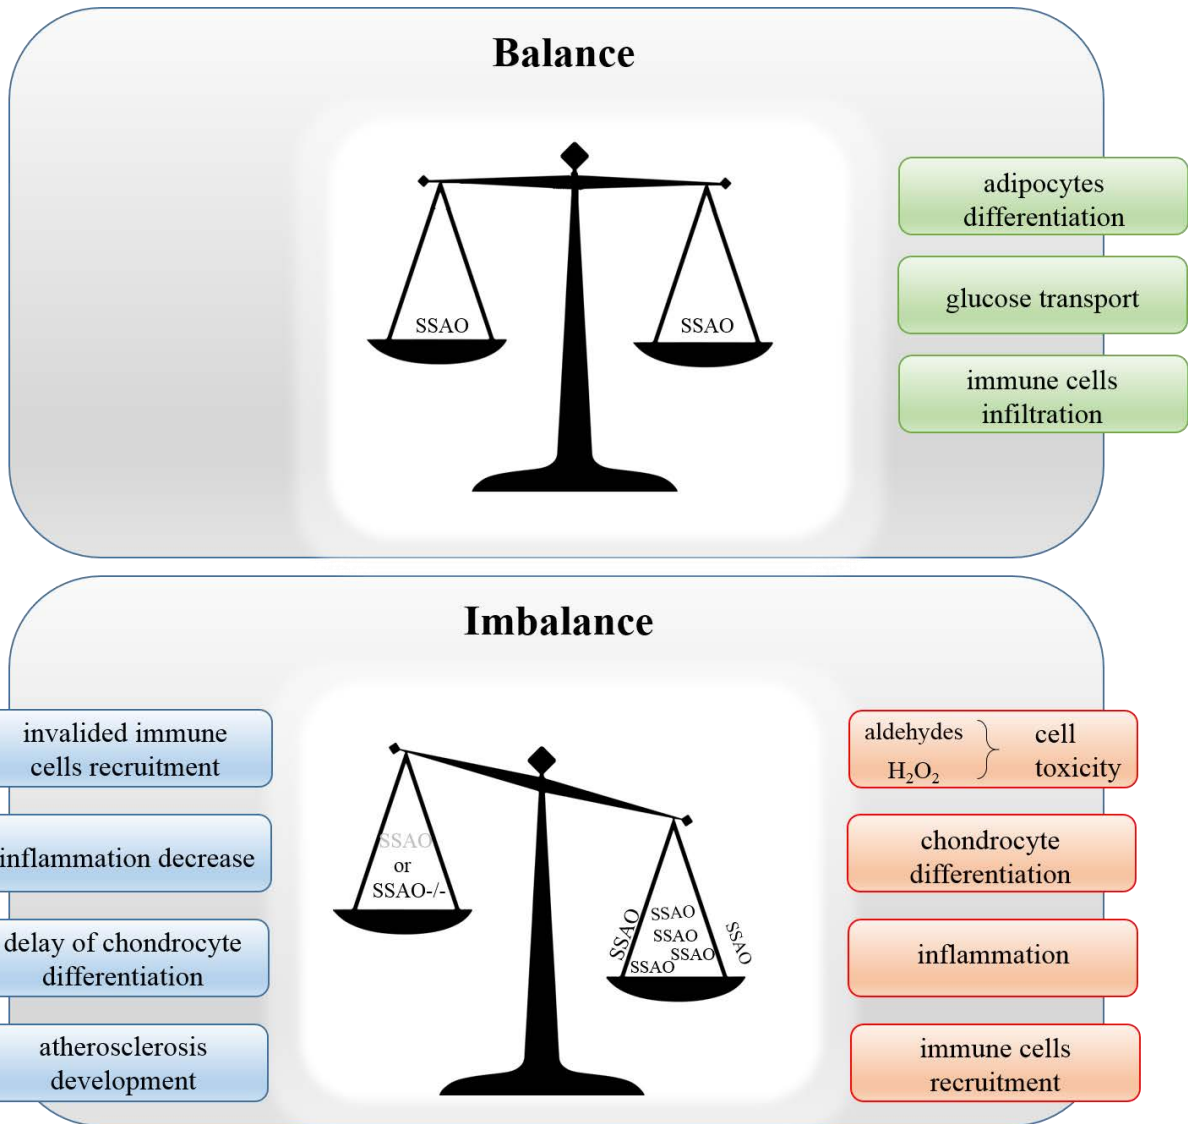 Balance
SSAO
SSAO
adipocytes
differentiation
glucose transport
immune cells
infiltration
Imbalance
invalided immune
cells recruitment
inflammation decrease
delay of chondrocyte
differentiation
atherosclerosis
development
SSAO
or
SSAO-/-
SSAO
SSAO
SSAO
SSAO
SSAO
SSAO
aldehydes
H₂O₂
cell
toxicity
chondrocyte
differentiation
inflammation
immune cells
recruitment